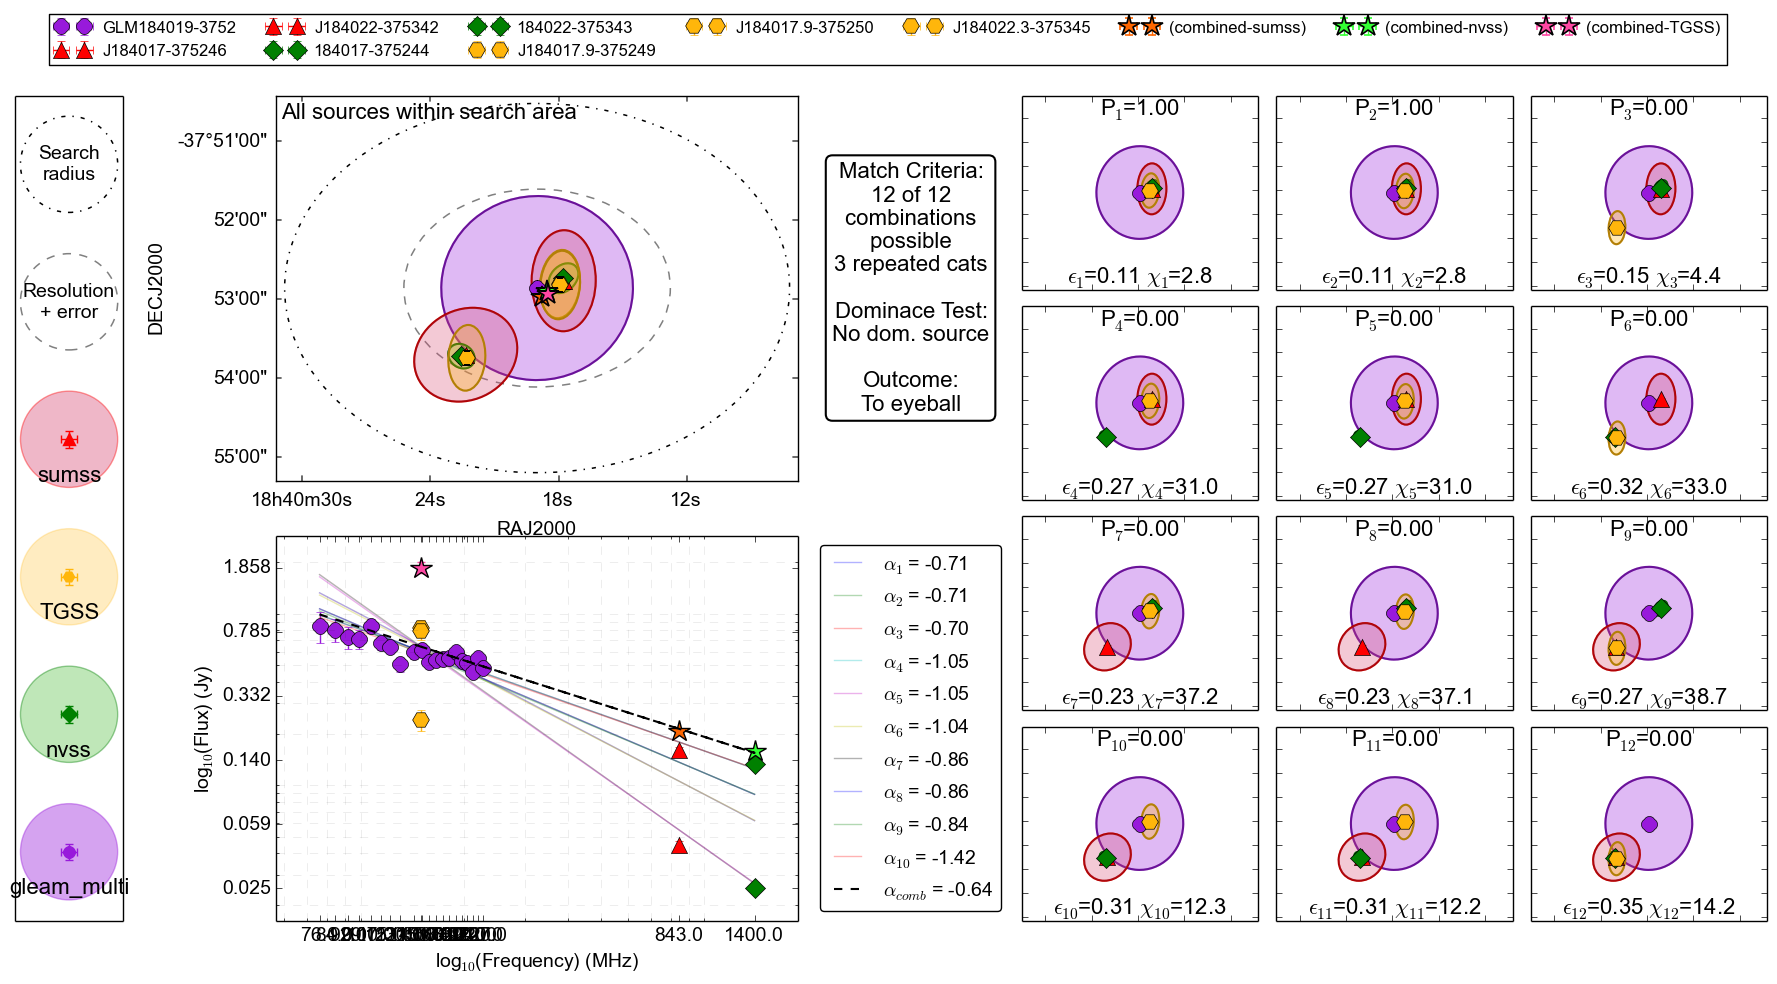 GLM184019-3752
J184022-375342
184022-375343
J184017.9-375250
J184022.3-375345
(combined-sumss)
(combined-nvss)
(combined-TGSS)
J184017-375246
184017-375244
J184017.9-375249
Search
radius
Resolution
+ error
sumss
TGSS
nvss
gleam_multi
All sources within search area
DECJ2000
-37°51'00"
52'00"
53'00"
54'00"
55'00"
18h40m30s
24s
18s
12s
RAJ2000
Match Criteria:
12 of 12
combinations
possible
3 repeated cats
Dominace Test:
No dom. source
Outcome:
To eyeball
log₁₀(Flux) (Jy)
1.858
0.785
0.332
0.140
0.059
0.025
843.0
1400.0
log₁₀(Frequency) (MHz)
α₁ = -0.71
α₂ = -0.71
α₃ = -0.70
α₄ = -1.05
α₅ = -1.05
α₆ = -1.04
α₇ = -0.86
α₈ = -0.86
α₉ = -0.84
α₁₀ = -1.42
α_comb = -0.64
P₁=1.00
ϵ₁=0.11 χ₁=2.8
P₂=1.00
ϵ₂=0.11 χ₂=2.8
P₃=0.00
ϵ₃=0.15 χ₃=4.4
P₄=0.00
ϵ₄=0.27 χ₄=31.0
P₅=0.00
ϵ₅=0.27 χ₅=31.0
P₆=0.00
ϵ₆=0.32 χ₆=33.0
P₇=0.00
ϵ₇=0.23 χ₇=37.2
P₈=0.00
ϵ₈=0.23 χ₈=37.1
P₉=0.00
ϵ₉=0.27 χ₉=38.7
P₁₀=0.00
ϵ₁₀=0.31 χ₁₀=12.3
P₁₁=0.00
ϵ₁₁=0.31 χ₁₁=12.2
P₁₂=0.00
ϵ₁₂=0.35 χ₁₂=14.2